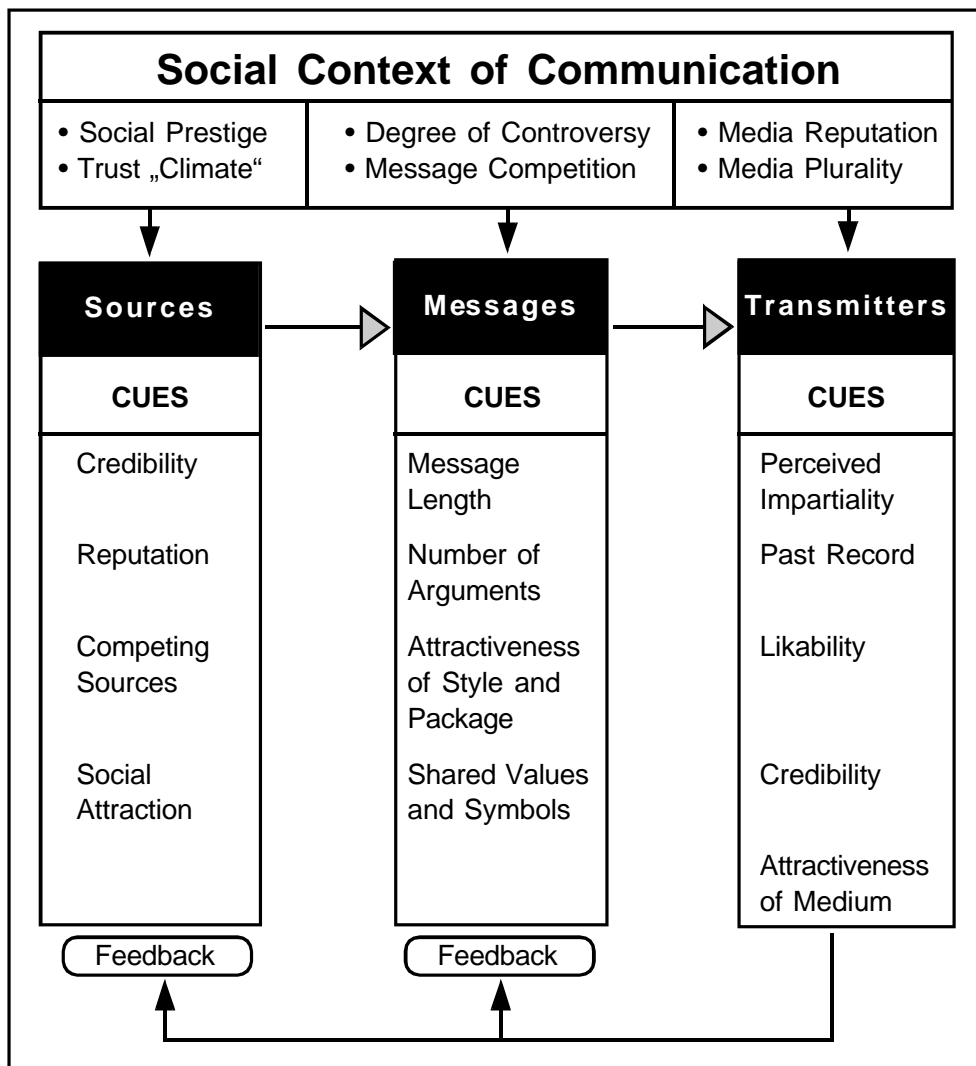 Social Context of Communication
• Social Prestige
• Trust „Climate“
• Degree of Controversy
• Message Competition
• Media Reputation
• Media Plurality
Sources
CUES
Credibility
Reputation
Competing
Sources
Social
Attraction
Feedback
Messages
CUES
Message
Length
Number of
Arguments
Attractiveness
of Style and
Package
Shared Values
and Symbols
Feedback
Transmitters
CUES
Perceived
Impartiality
Past Record
Likability
Credibility
Attractiveness
of Medium